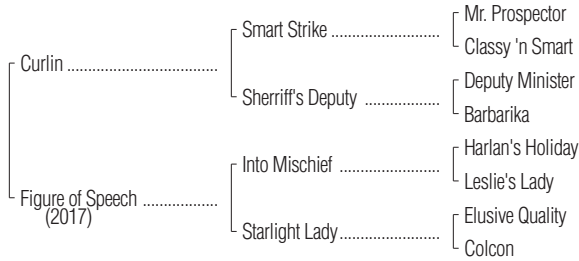 Mr. Prospector
Smart Strike ..........................
Classy 'n Smart
Curlin ....................................
Deputy Minister
Sherriff's Deputy ..................
Barbarika
Harlan's Holiday
Into Mischief ........................
Leslie's Lady
Figure of Speech ..................
(2017)
Elusive Quality
Starlight Lady........................
Colcon